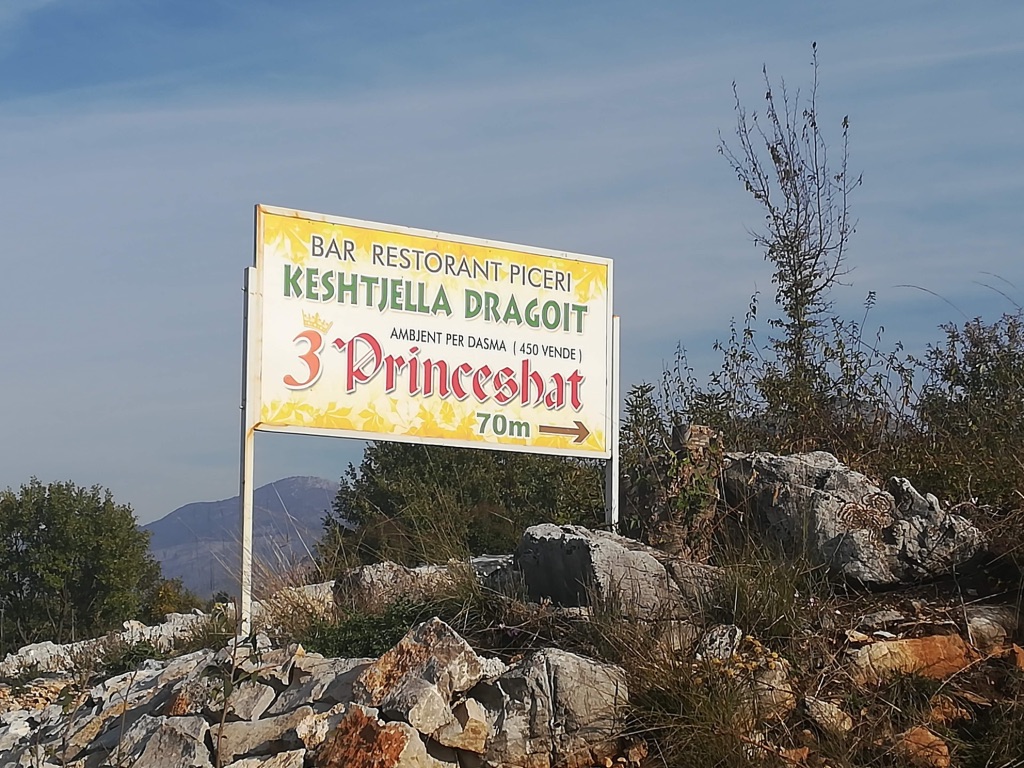 BAR RESTORANT PICERI
KESHTJELLA DRAGOIT
AMBJENT PER DASMA ( 450 VENDE )
3 Princeshat
70m